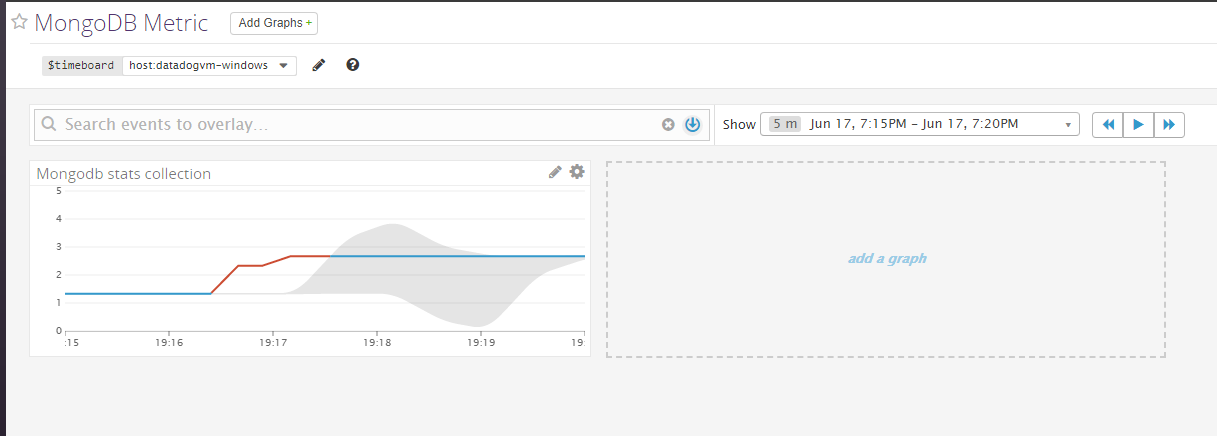 MongoDB Metric Add Graphs +
$timeboard host:datadogvm-windows
Search events to overlay...
Show 5 m Jun 17, 7:15PM - Jun 17, 7:20PM
Mongodb stats collection
5
4
3
2
1
0
:15 19:16 19:17 19:18 19:19 19:
add a graph